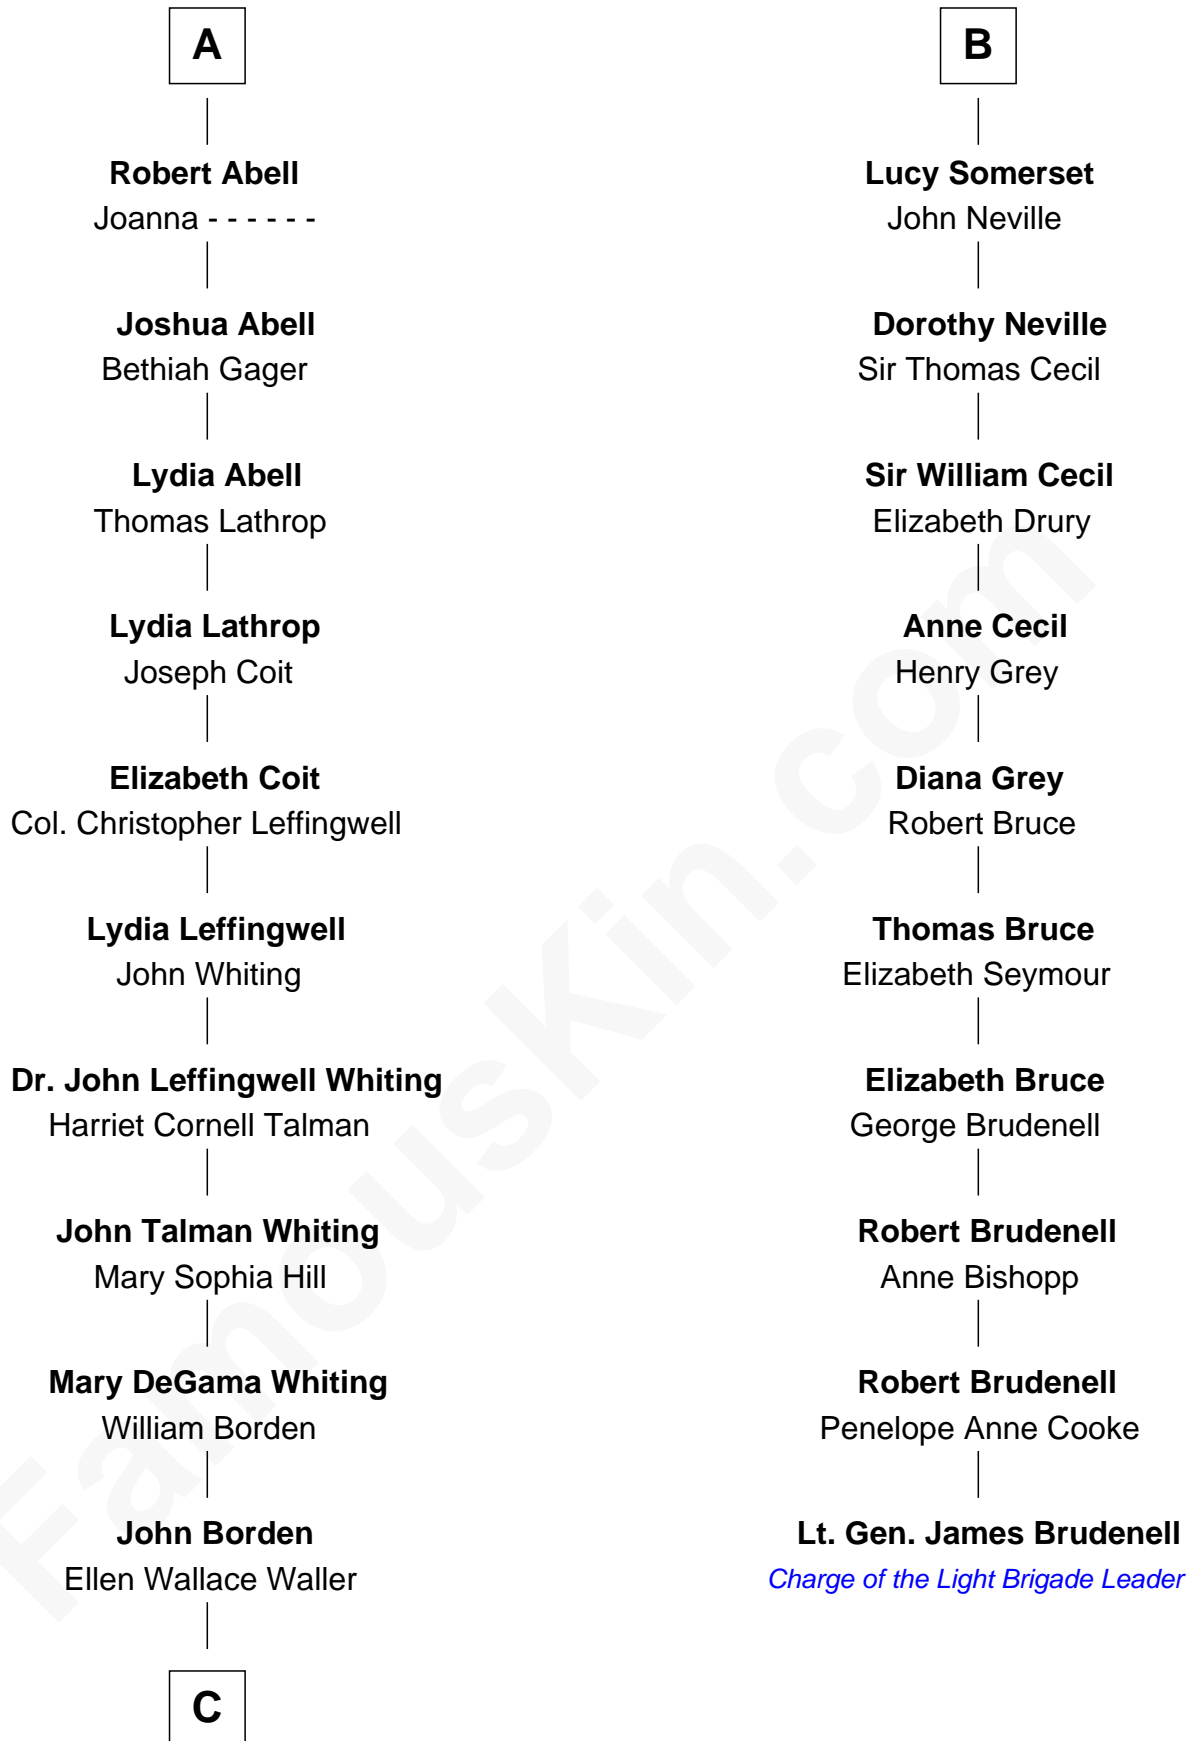 A
Robert Abell
Joanna - - - - - -
Joshua Abell
Bethiah Gager
Lydia Abell
Thomas Lathrop
Lydia Lathrop
Joseph Coit
Elizabeth Coit
Col. Christopher Leffingwell
Lydia Leffingwell
John Whiting
Dr. John Leffingwell Whiting
Harriet Cornell Talman
John Talman Whiting
Mary Sophia Hill
Mary DeGama Whiting
William Borden
John Borden
Ellen Wallace Waller
C
B
Lucy Somerset
John Neville
Dorothy Neville
Sir Thomas Cecil
Sir William Cecil
Elizabeth Drury
Anne Cecil
Henry Grey
Diana Grey
Robert Bruce
Thomas Bruce
Elizabeth Seymour
Elizabeth Bruce
George Brudenell
Robert Brudenell
Anne Bishopp
Robert Brudenell
Penelope Anne Cooke
Lt. Gen. James Brudenell
Charge of the Light Brigade Leader
FamousKin.com